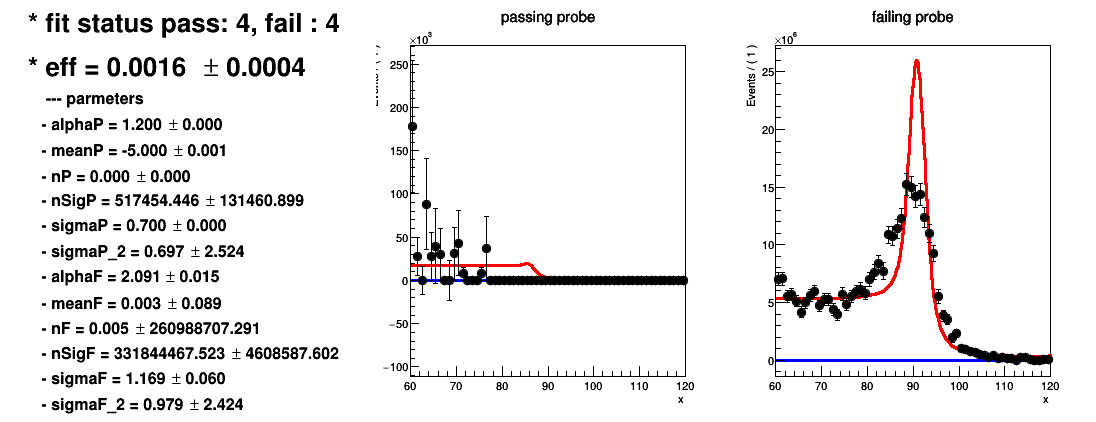 * fit status pass: 4, fail : 4
* eff = 0.0016 ± 0.0004
--- parmeters
- alphaP = 1.200 ± 0.000
- meanP = -5.000 ± 0.001
- nP = 0.000 ± 0.000
- nSigP = 517454.446 ± 131460.899
- sigmaP = 0.700 ± 0.000
- sigmaP_2 = 0.697 ± 2.524
- alphaF = 2.091 ± 0.015
- meanF = 0.003 ± 0.089
- nF = 0.005 ± 260988707.291
- nSigF = 331844467.523 ± 4608587.602
- sigmaF = 1.169 ± 0.060
- sigmaF_2 = 0.979 ± 2.424
passing probe
×10³
250
200
150
100
50
0
−50
−100
60 70 80 90 100 110 120
x
failing probe
×10⁶
Events / ( 1 )
25
20
15
10
5
0
60 70 80 90 100 110 120
x